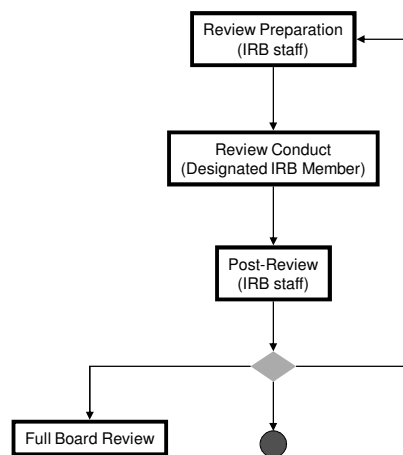 Review Preparation
(IRB staff)
Review Conduct
(Designated IRB Member)
Post-Review
(IRB staff)
Full Board Review